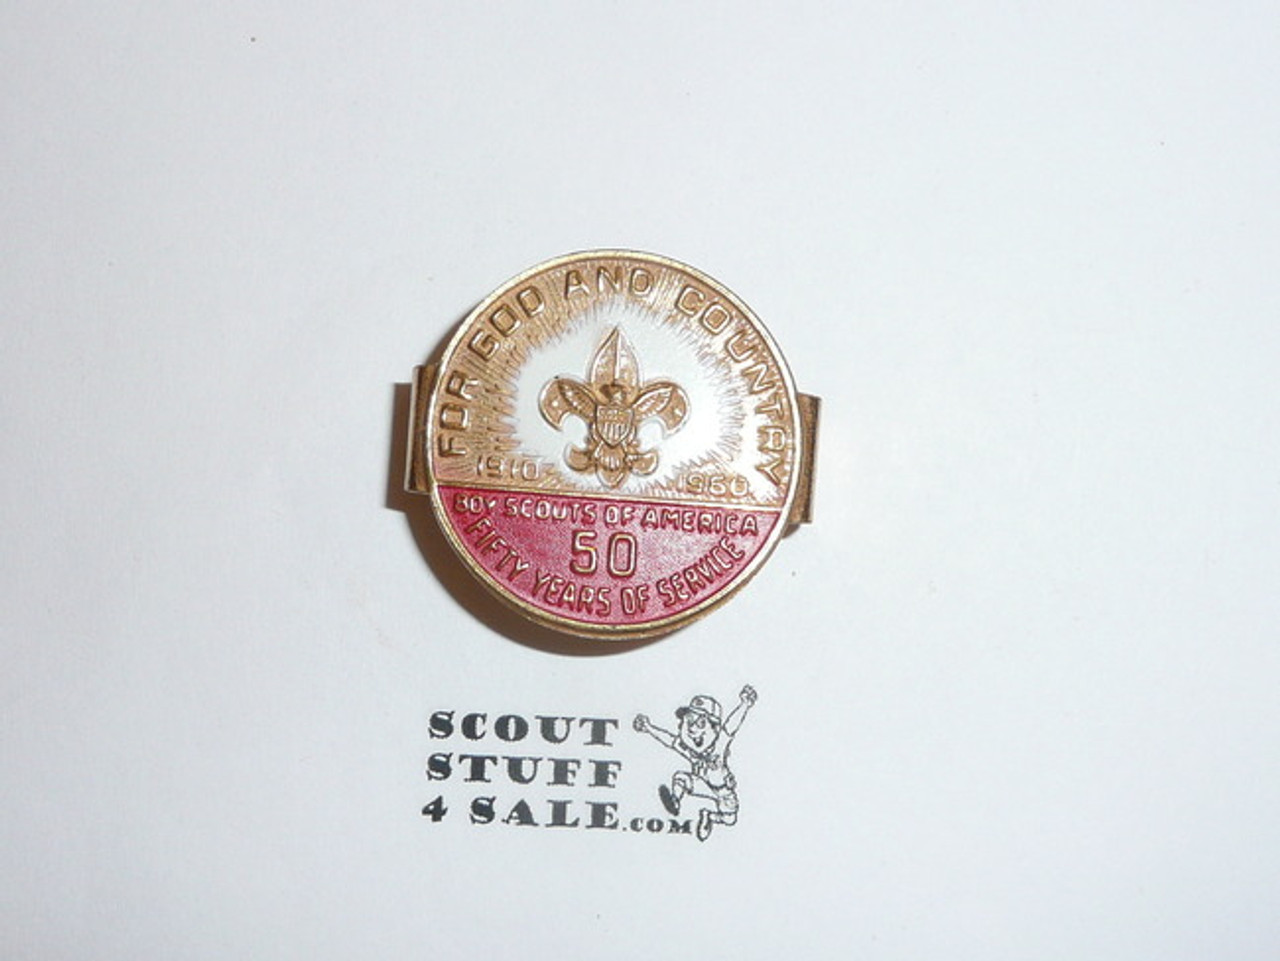 FOR GOD AND COUNTRY
1910 1960
BOY SCOUTS OF AMERICA
50
FIFTY YEARS OF SERVICE
SCOUT
STUFF
4 SALE.COM